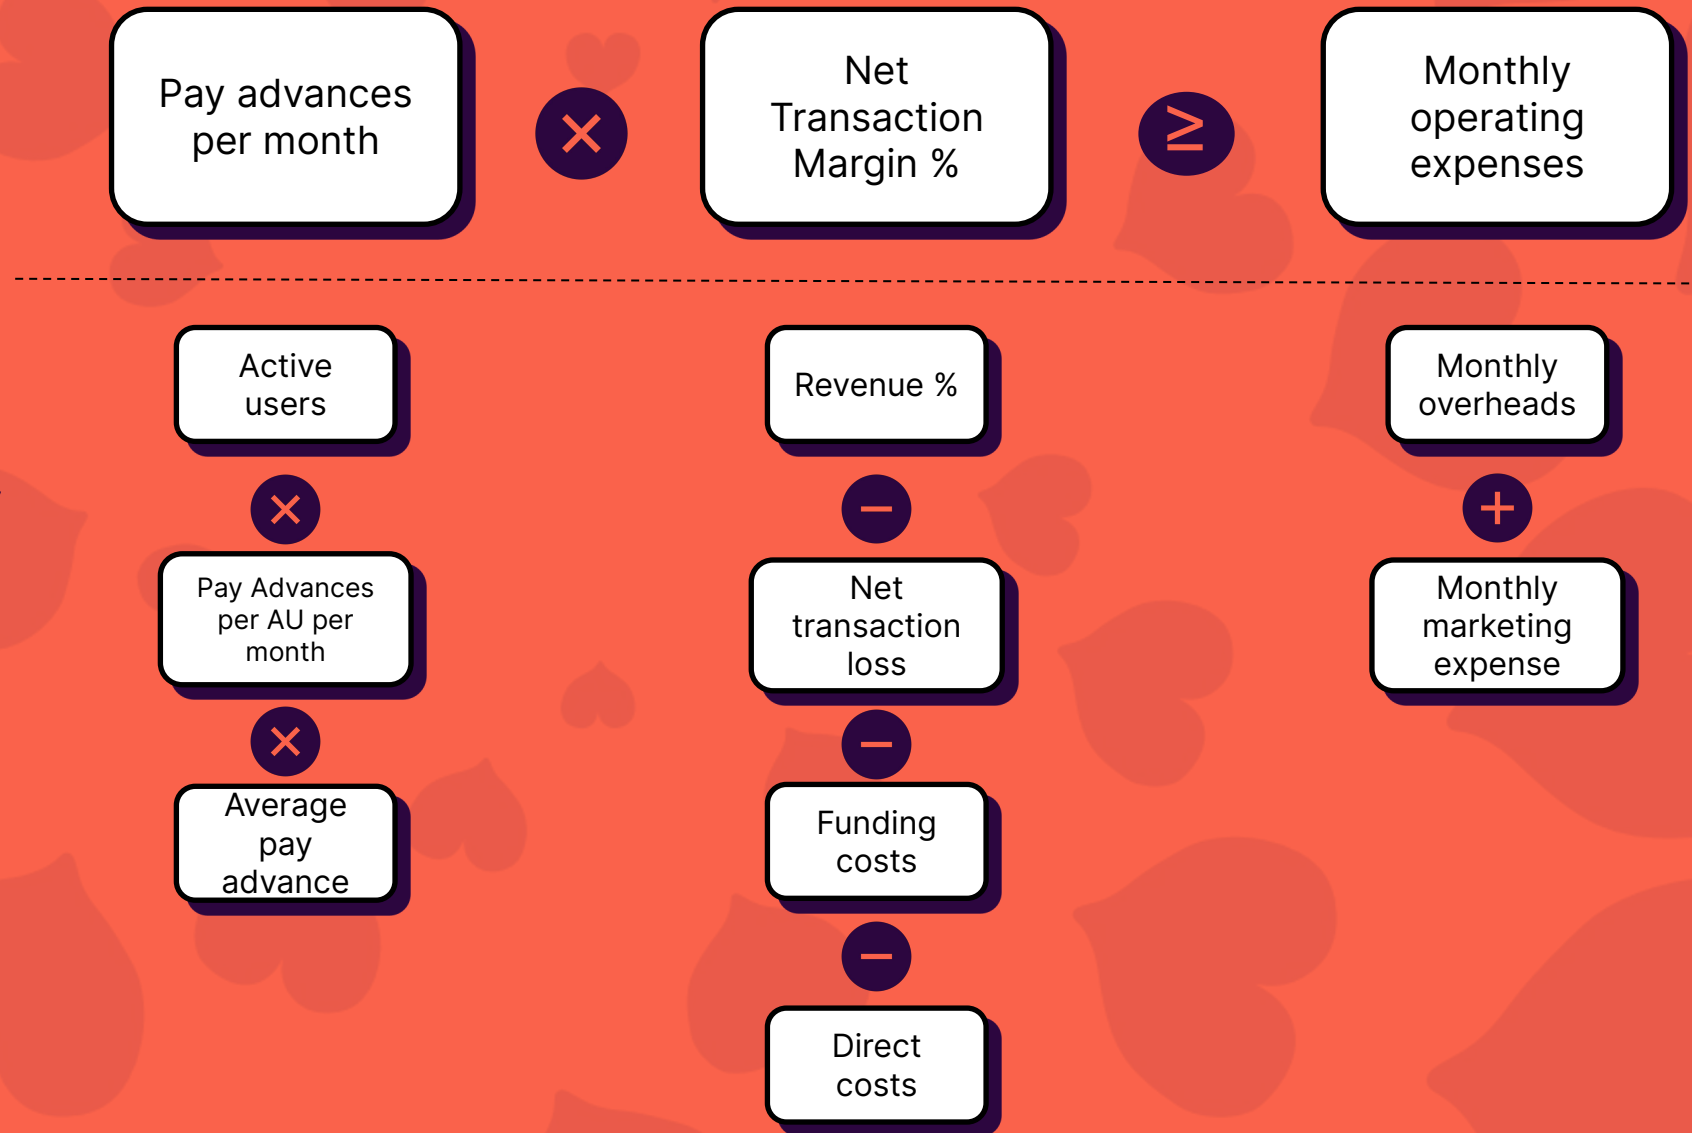 Pay advances
per month
×
Net
Transaction
Margin %
≥
Monthly
operating
expenses
Active
users
×
Pay Advances
per AU per
month
×
Average
pay
advance
Revenue %
−
Net
transaction
loss
−
Funding
costs
−
Direct
costs
Monthly
overheads
+
Monthly
marketing
expense